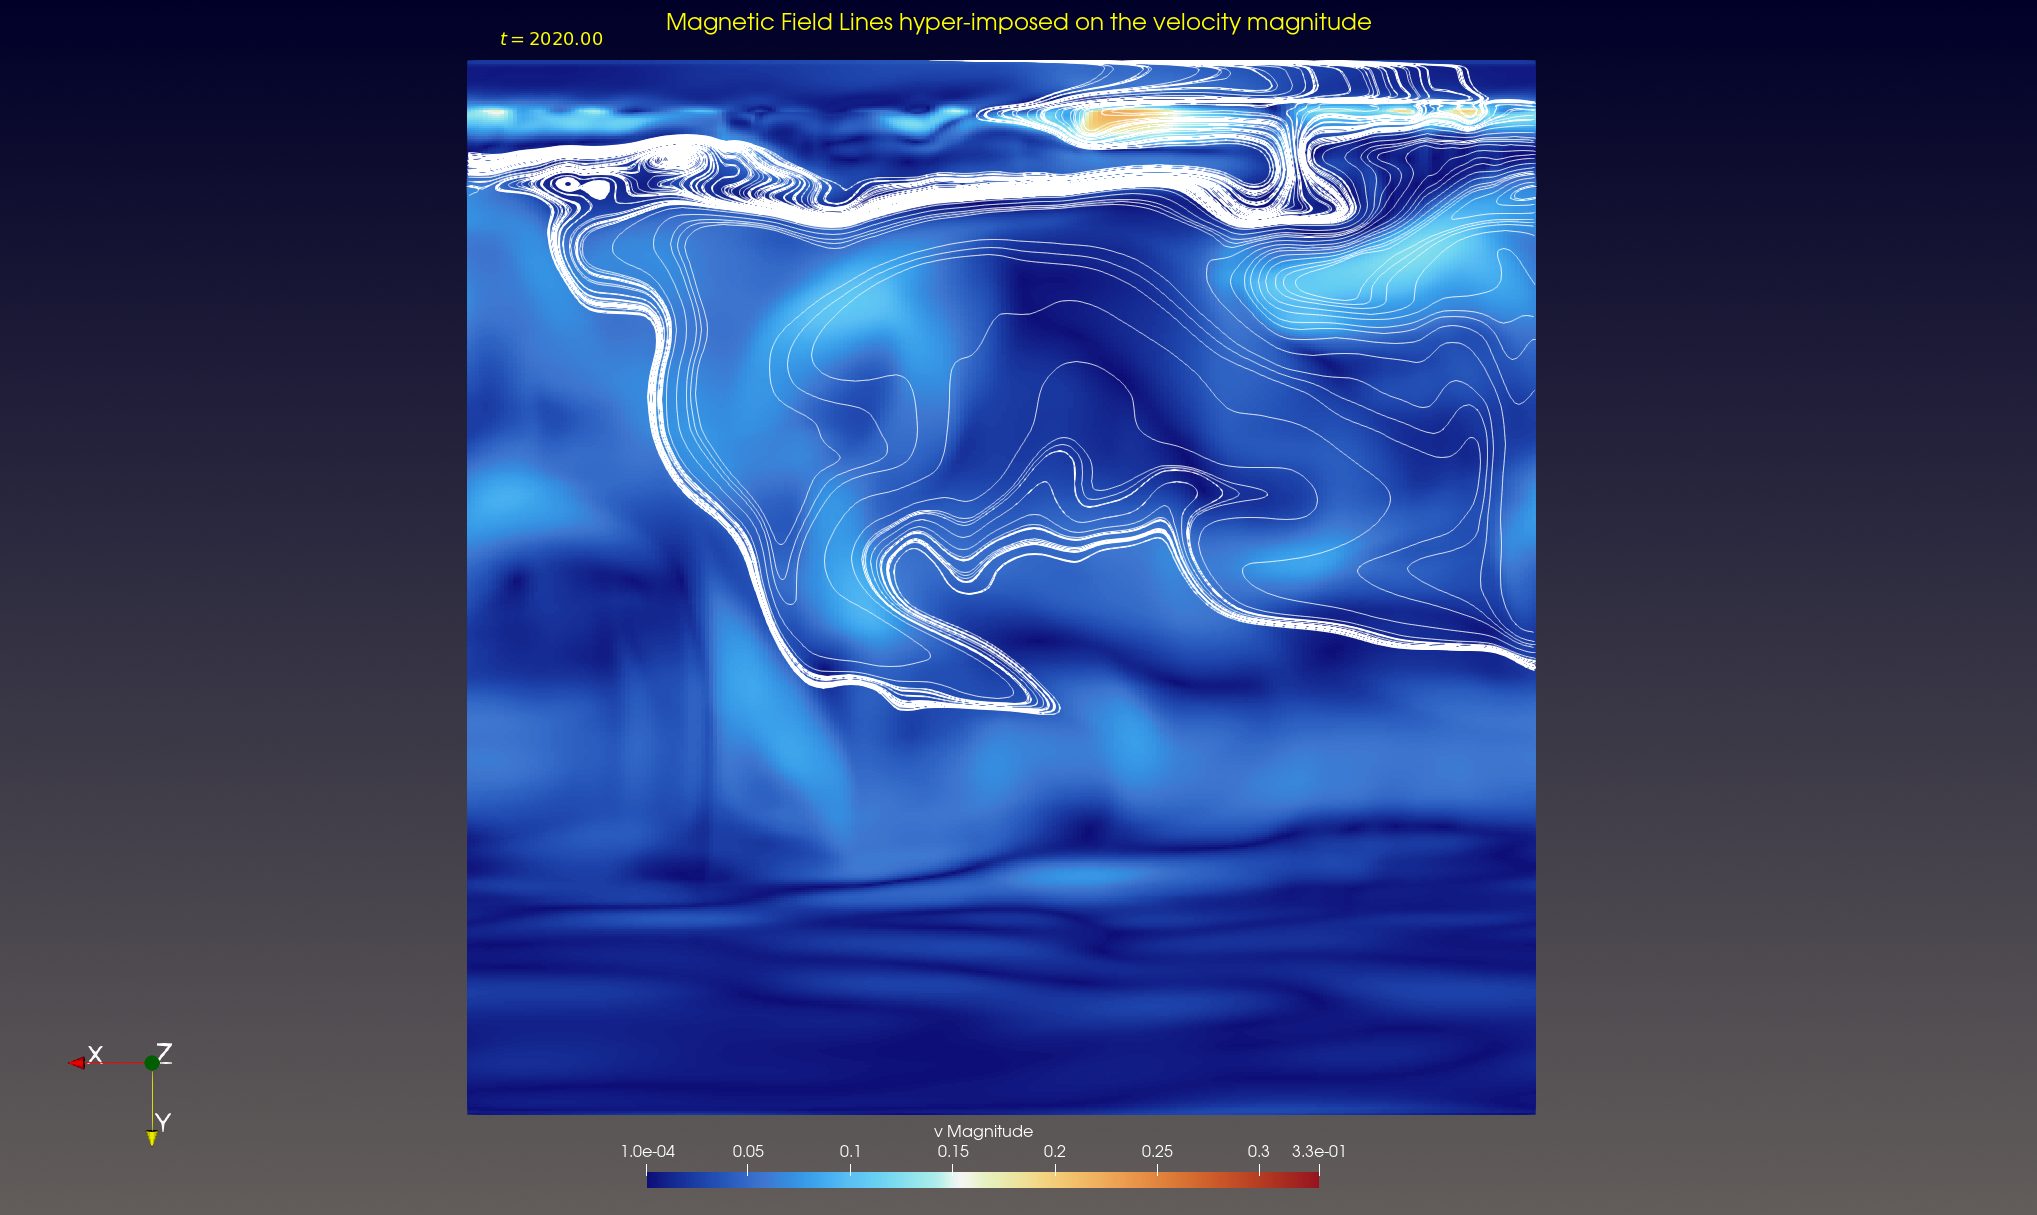 Magnetic Field Lines hyper-imposed on the velocity magnitude
t = 2020.00
X
Z
Y
v Magnitude
1.0e-04 0.05 0.1 0.15 0.2 0.25 0.3 3.3e-01